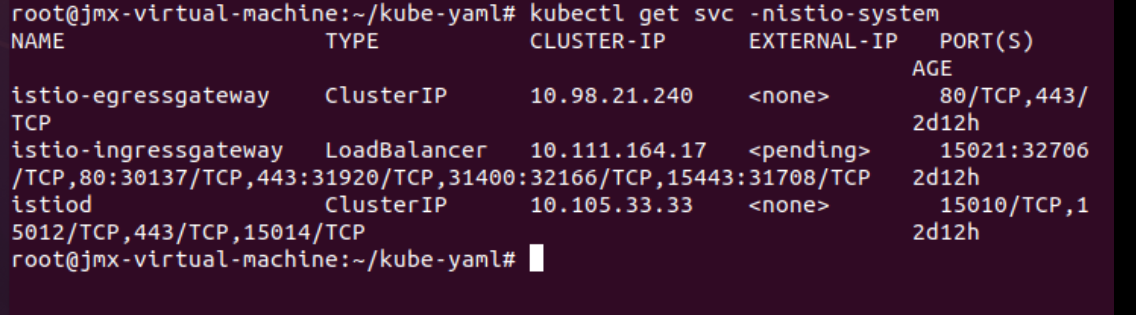 root@jmx-virtual-machine:~/kube-yaml# kubectl get svc -nistio-system
NAME                   TYPE           CLUSTER-IP      EXTERNAL-IP   PORT(S)
                                                                  AGE
istio-egressgateway    ClusterIP      10.98.21.240    <none>        80/TCP,443/
TCP                                                               2d12h
istio-ingressgateway   LoadBalancer   10.111.164.17   <pending>     15021:32706
/TCP,80:30137/TCP,443:31920/TCP,31400:32166/TCP,15443:31708/TCP   2d12h
istiod                 ClusterIP      10.105.33.33    <none>        15010/TCP,1
5012/TCP,443/TCP,15014/TCP                                        2d12h
root@jmx-virtual-machine:~/kube-yaml#